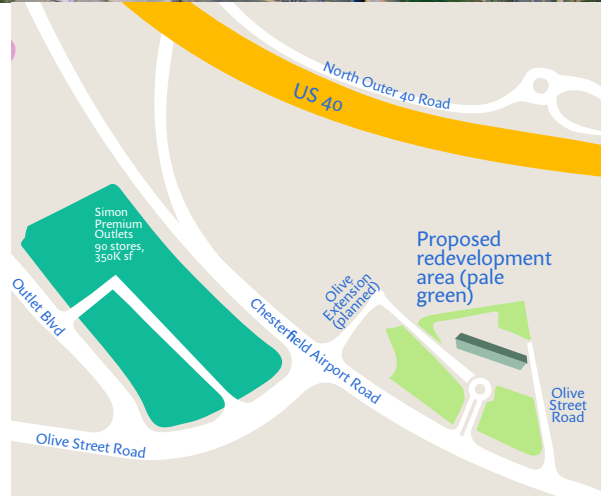 North Outer 40 Road
US 40
Simon
Premium
Outlets
90 stores,
350K sf
Proposed
redevelopment
area (pale
green)
Olive
Extension
(planned)
Outlet Blvd
Chesterfield Airport Road
Olive
Street
Road
Olive Street Road